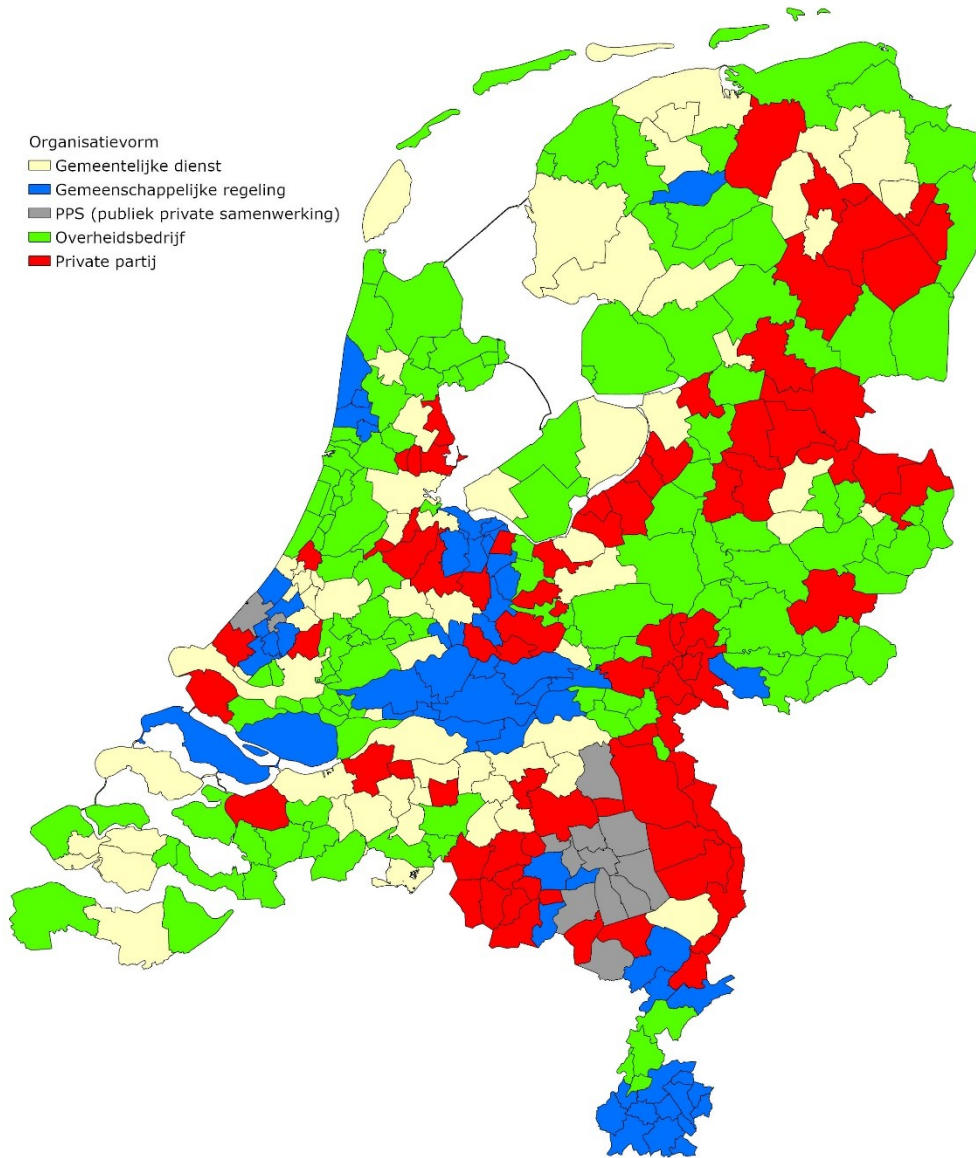 Organisatievorm
Gemeentelijke dienst
Gemeenschappelijke regeling
PPS (publiek private samenwerking)
Overheidsbedrijf
Private partij